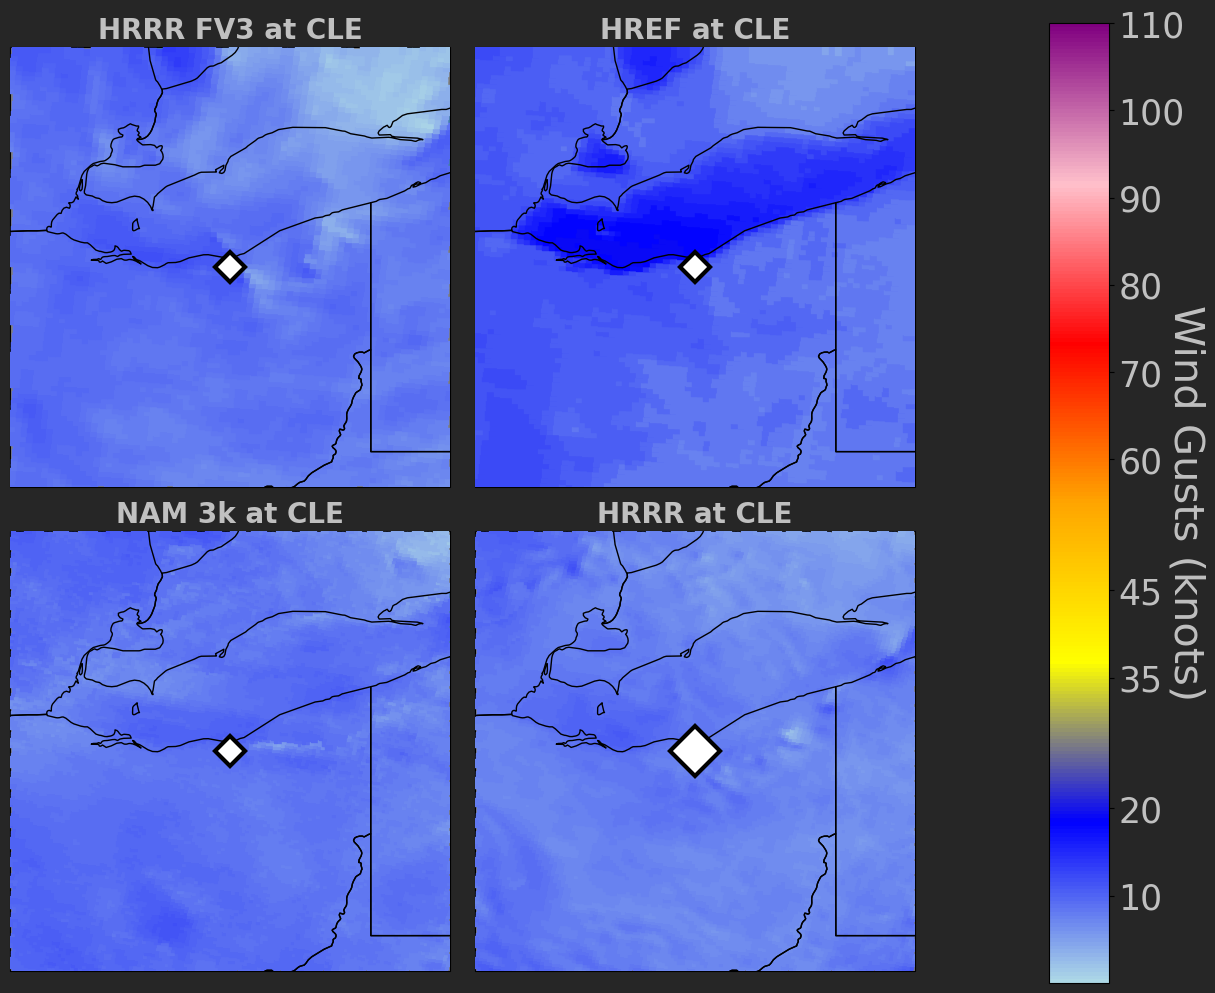 HRRR FV3 at CLE
HREF at CLE
NAM 3k at CLE
HRRR at CLE
110
100
90
80
70
60
45
35
20
10
Wind Gusts (knots)